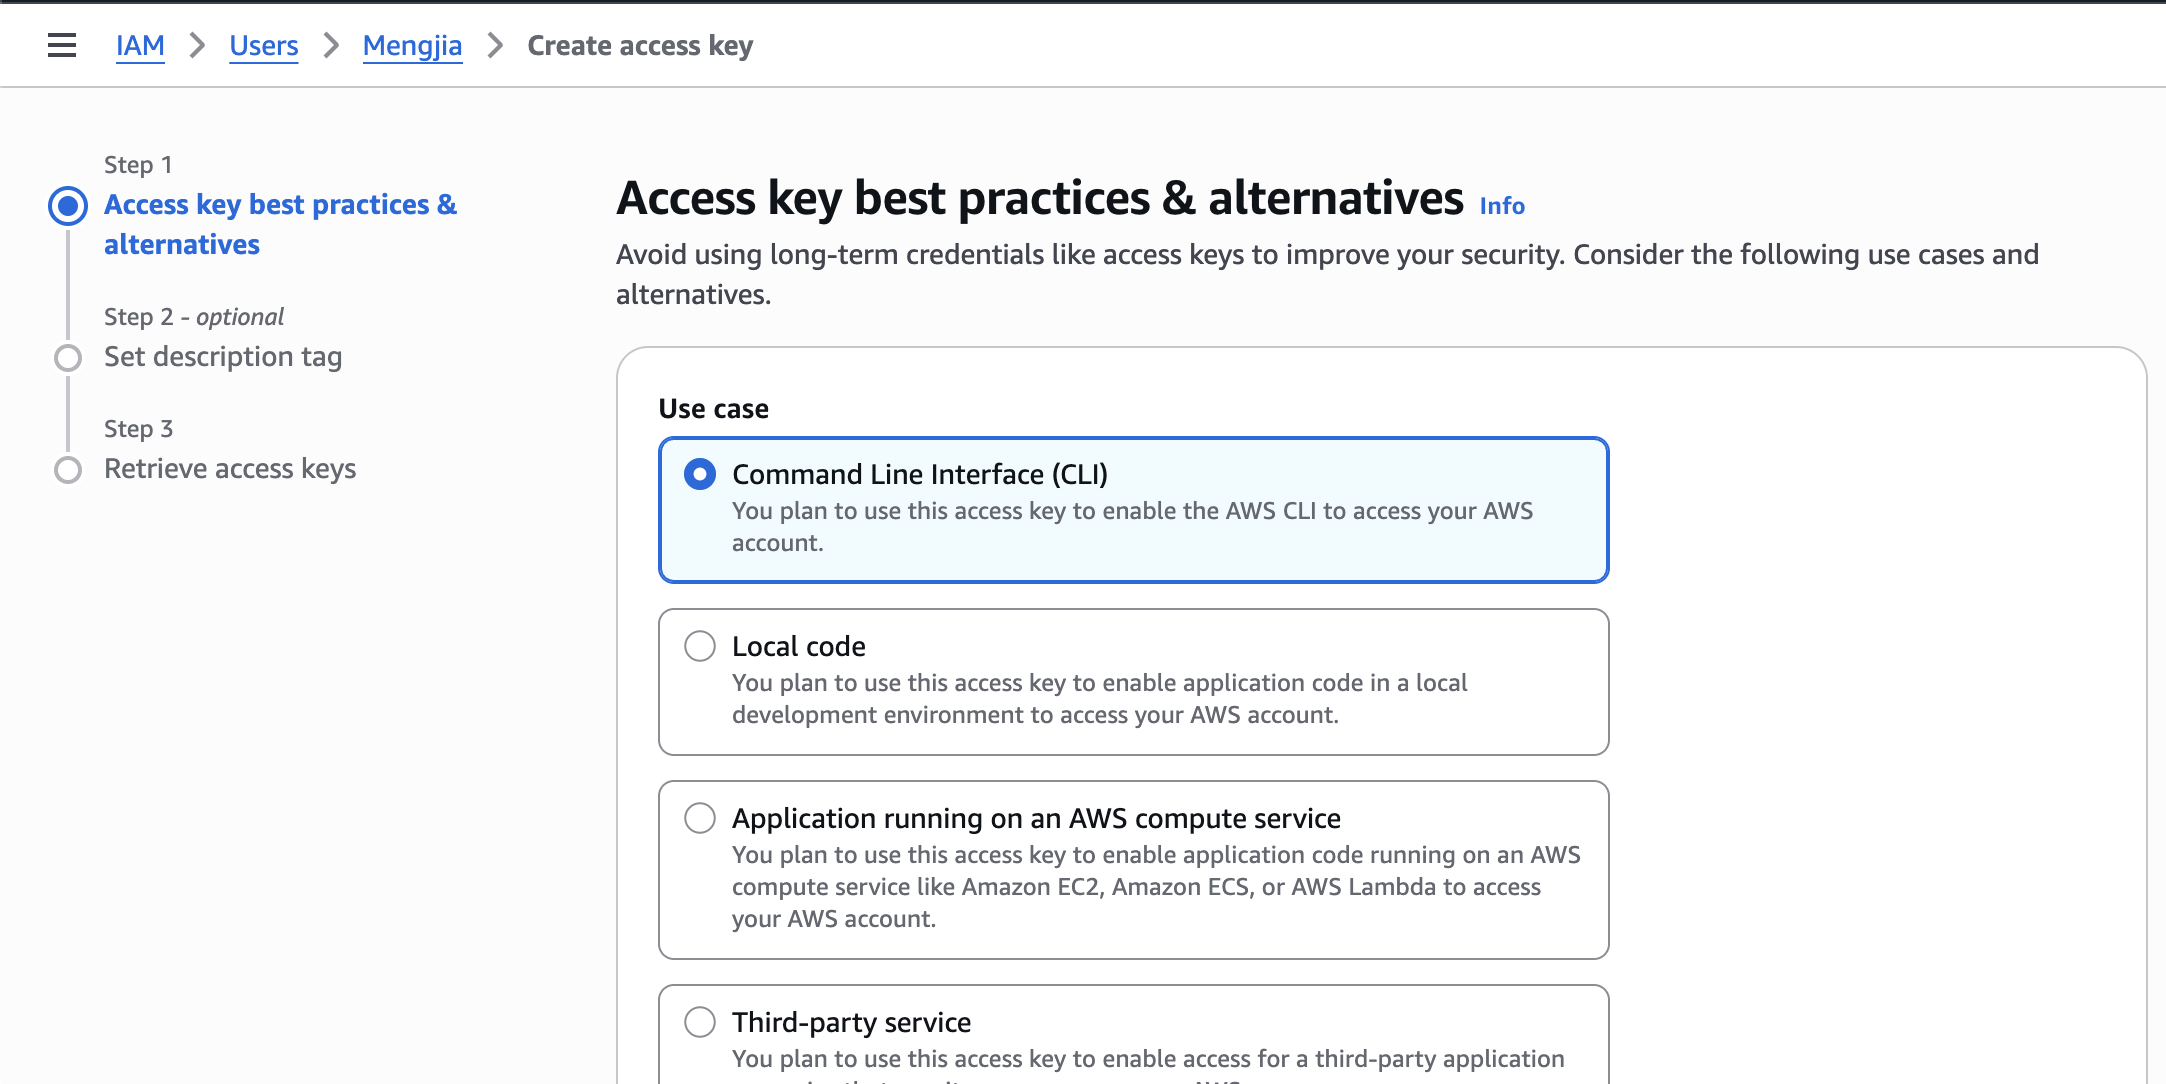 IAM > Users > Mengjia > Create access key
Step 1
Access key best practices &
alternatives
Step 2 - optional
Set description tag
Step 3
Retrieve access keys
Access key best practices & alternatives Info
Avoid using long-term credentials like access keys to improve your security. Consider the following use cases and
alternatives.
Use case
Command Line Interface (CLI)
You plan to use this access key to enable the AWS CLI to access your AWS
account.
Local code
You plan to use this access key to enable application code in a local
development environment to access your AWS account.
Application running on an AWS compute service
You plan to use this access key to enable application code running on an AWS
compute service like Amazon EC2, Amazon ECS, or AWS Lambda to access
your AWS account.
Third-party service
You plan to use this access key to enable access for a third-party application